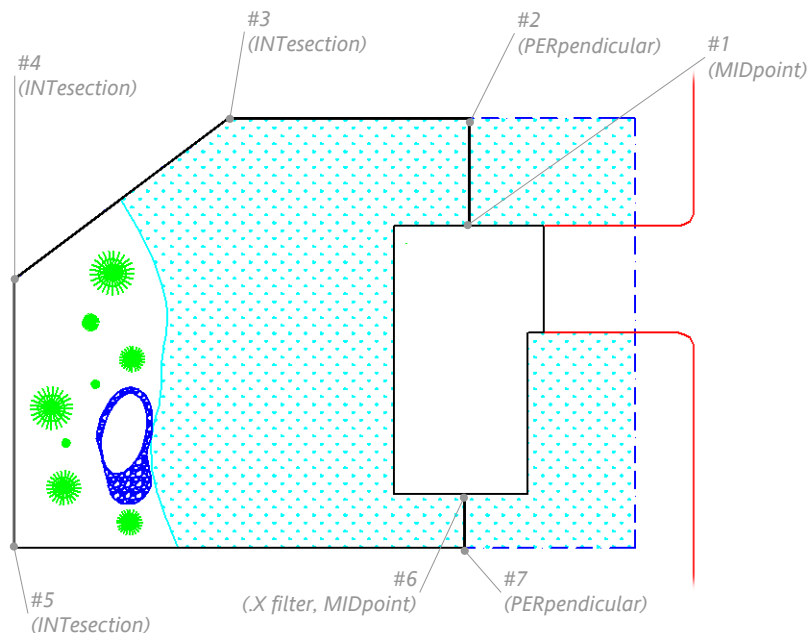 #3
(INTesection)
#2
(PERpendicular)
#1
(MIDpoint)
#4
(INTesection)
#6
(.X filter, MIDpoint)
#7
(PERpendicular)
#5
(INTesection)